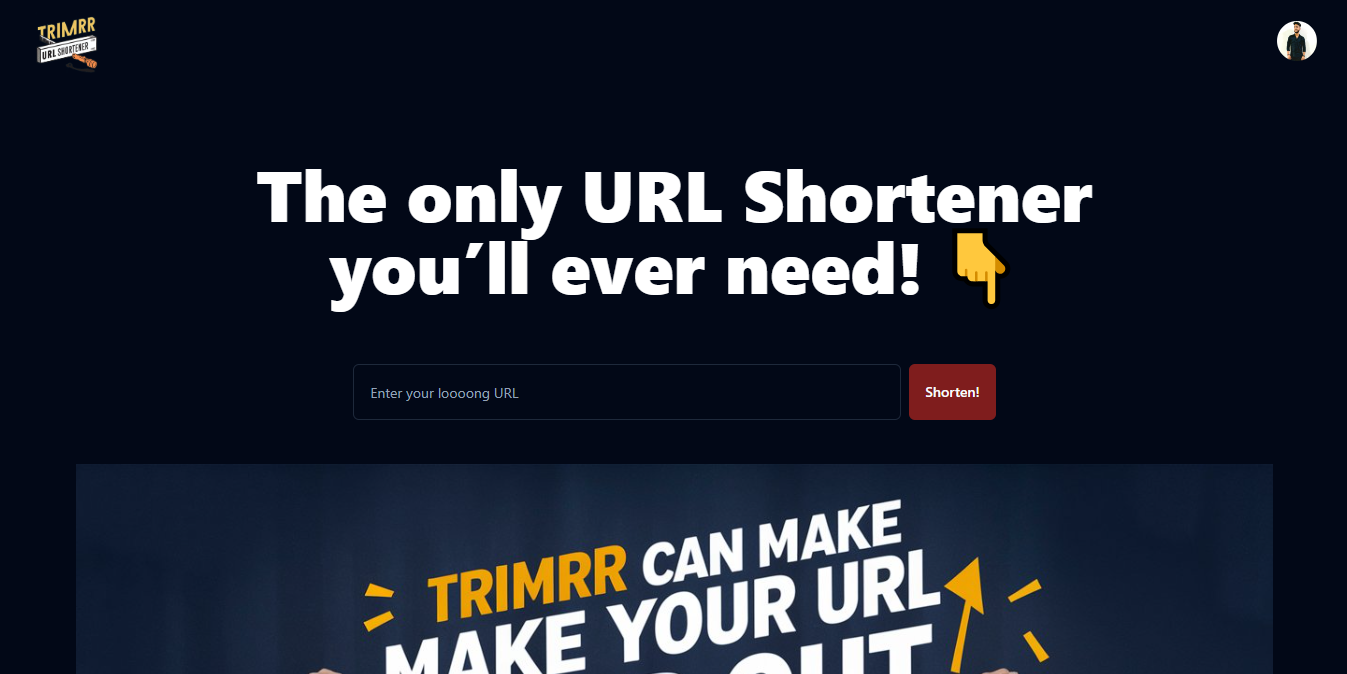 TRIMRR
URL SHORTENER
The only URL Shortener
you’ll ever need! 👇
Enter your loooong URL
Shorten!
TRIMRR CAN MAKE
MAKE YOUR URL
OUT